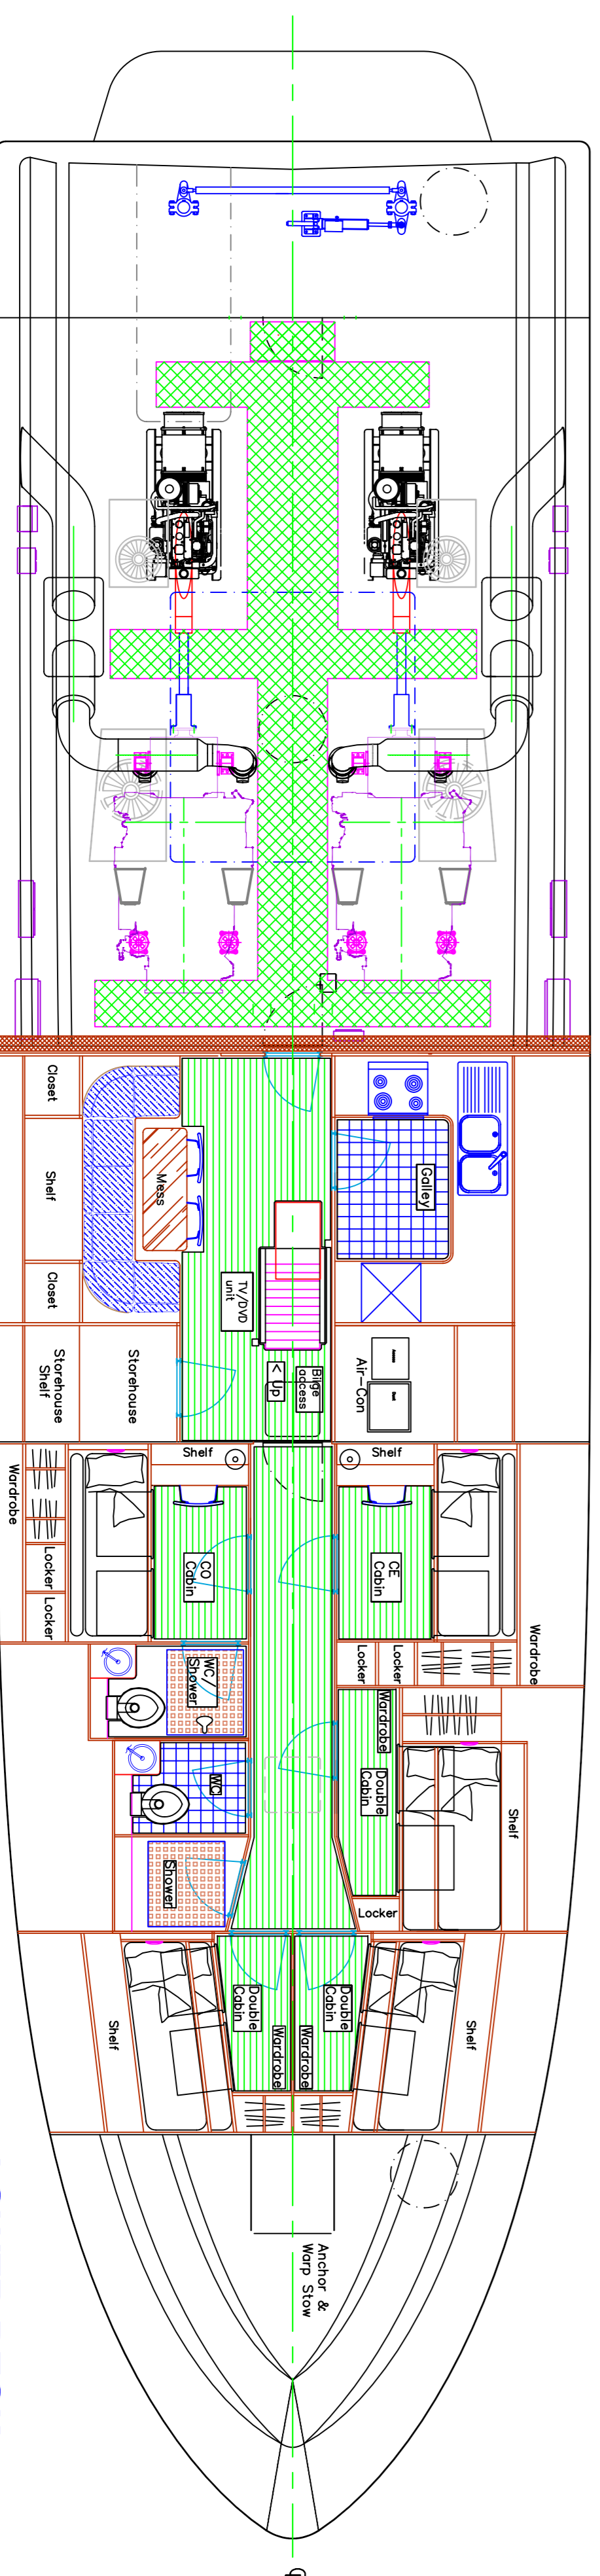 Closet
Shelf
Mess
Closet
Galley
TV/DVD
unit
Storehouse
Shelf
Storehouse
< Up
Bilge
access
Air-Con
Shelf
Shelf
Wardrobe
Locker
Locker
CO
Cabin
CE
Cabin
Wardrobe
Locker
Locker
WC/
Shower
Wardrobe
WC
Double
Cabin
Shelf
Shower
Locker
Double
Cabin
Double
Cabin
Shelf
Wardrobe
Wardrobe
Shelf
Anchor &
Warp Stow